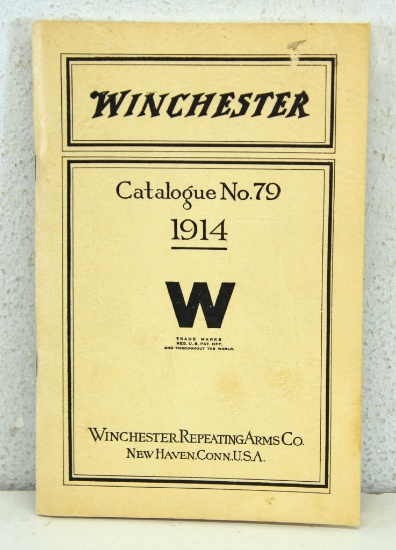 WINCHESTER
Catalogue No. 79
1914
W
TRADE MARKS
REG. U.S. PAT. OFF.
AND THROUGHOUT THE WORLD.
WINCHESTER REPEATING ARMS CO.
NEW HAVEN. CONN. U.S.A.